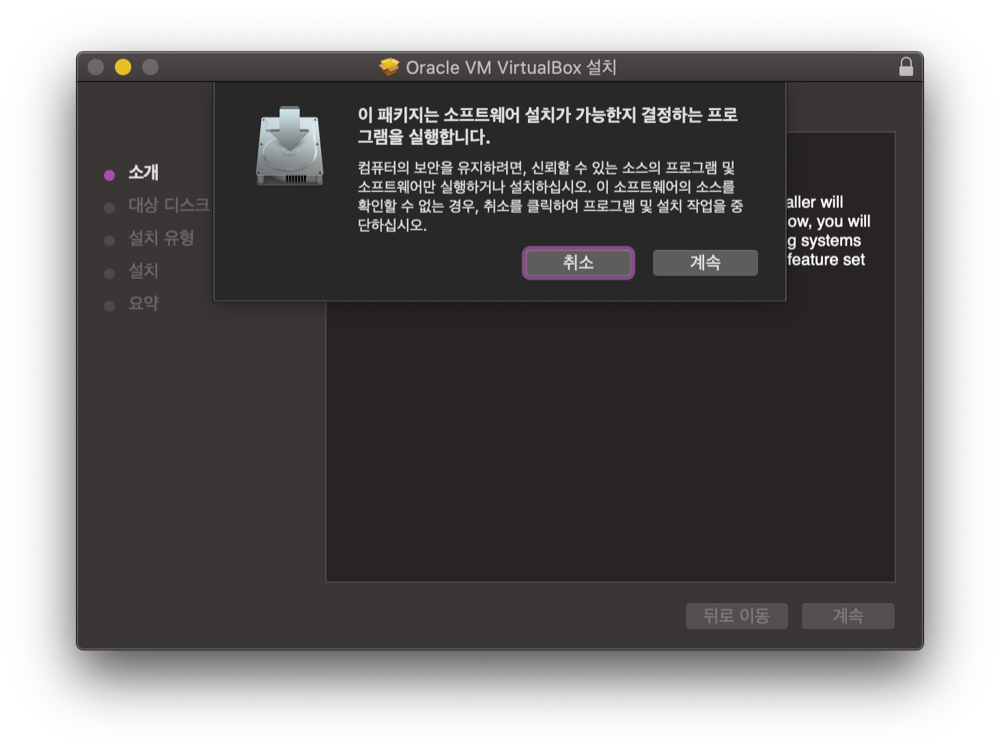 Oracle VM VirtualBox 설치
이 패키지는 소프트웨어 설치가 가능한지 결정하는 프로
그램을 실행합니다.
컴퓨터의 보안을 유지하려면, 신뢰할 수 있는 소스의 프로그램 및
소프트웨어만 실행하거나 설치하십시오. 이 소프트웨어의 소스를
확인할 수 없는 경우, 취소를 클릭하여 프로그램 및 설치 작업을 중
단하십시오.
취소
계속
소개
대상 디스크
설치 유형
설치
요약
aller will
ow, you will
g systems
feature set
뒤로 이동
계속